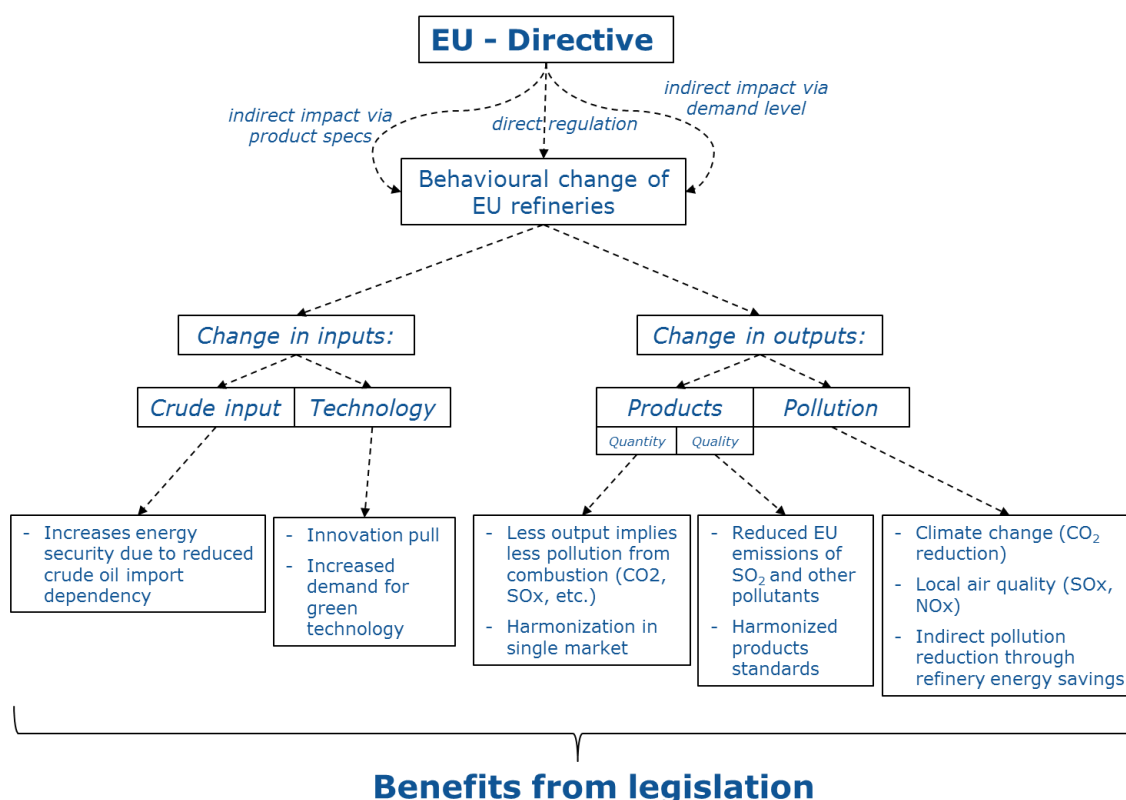 EU - Directive
indirect impact via
product specs
direct regulation
indirect impact via
demand level
Behavioural change of
EU refineries
Change in inputs:
Change in outputs:
Crude input
Technology
Products
Pollution
Quantity
Quality
- Increases energy
security due to reduced
crude oil import
dependency
- Innovation pull
- Increased
demand for
green
technology
- Less output implies
less pollution from
combustion (CO2,
SOx, etc.)
- Harmonization in
single market
- Reduced EU
emissions of
SO₂ and other
pollutants
- Harmonized
products
standards
- Climate change (CO₂
reduction)
- Local air quality (SOx,
NOx)
- Indirect pollution
reduction through
refinery energy savings
Benefits from legislation